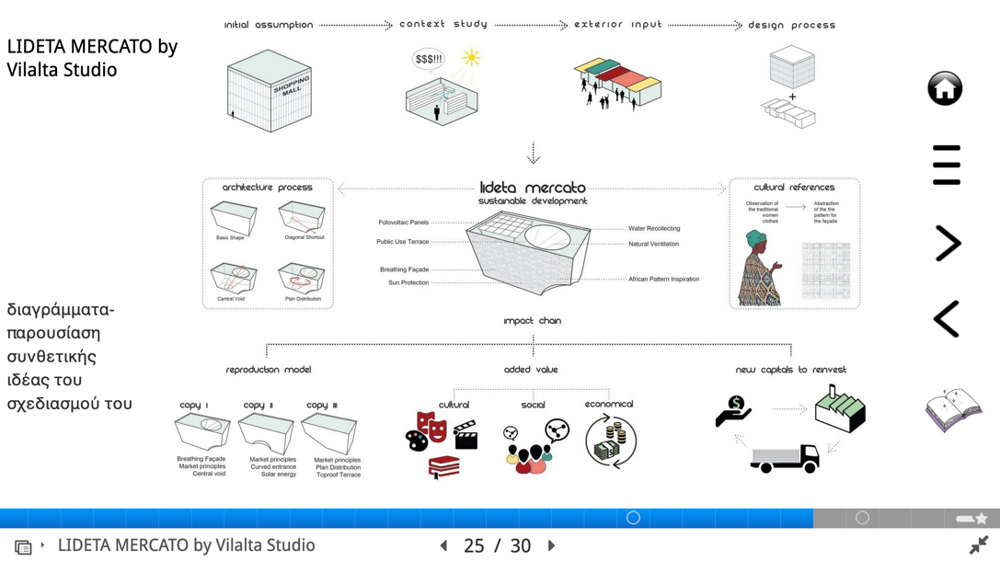 LIDETA MERCATO by
Vilalta Studio
initial assumption
context study
exterior input
design process
SHOPPING
MALL
$$$!!!
+
architecture process
Basic Shape
Diagonal Shortcut
Central Void
Plan Distribution
lideta mercato
sustainable development
Fotovoltaic Panels
Public Use Terrace
Breathing Façade
Sun Protection
Water Recollecting
Natural Ventilation
African Pattern Inspiration
cultural references
Observation of
the traditional
women
clothes
Abstraction
of the the
pattern for
the façade
διαγράμματα-
παρουσίαση
συνθετικής
ιδέας του
σχεδιασμού του
impact chain
reproduction model
added value
new capitals to reinvest
copy I
copy II
copy III
Breathing Façade
Market principles
Central void
Market principles
Curved entrance
Solar energy
Market principles
Plan Distribution
Toproof Terrace
cultural
social
economical
$
LIDETA MERCATO by Vilalta Studio
25 / 30